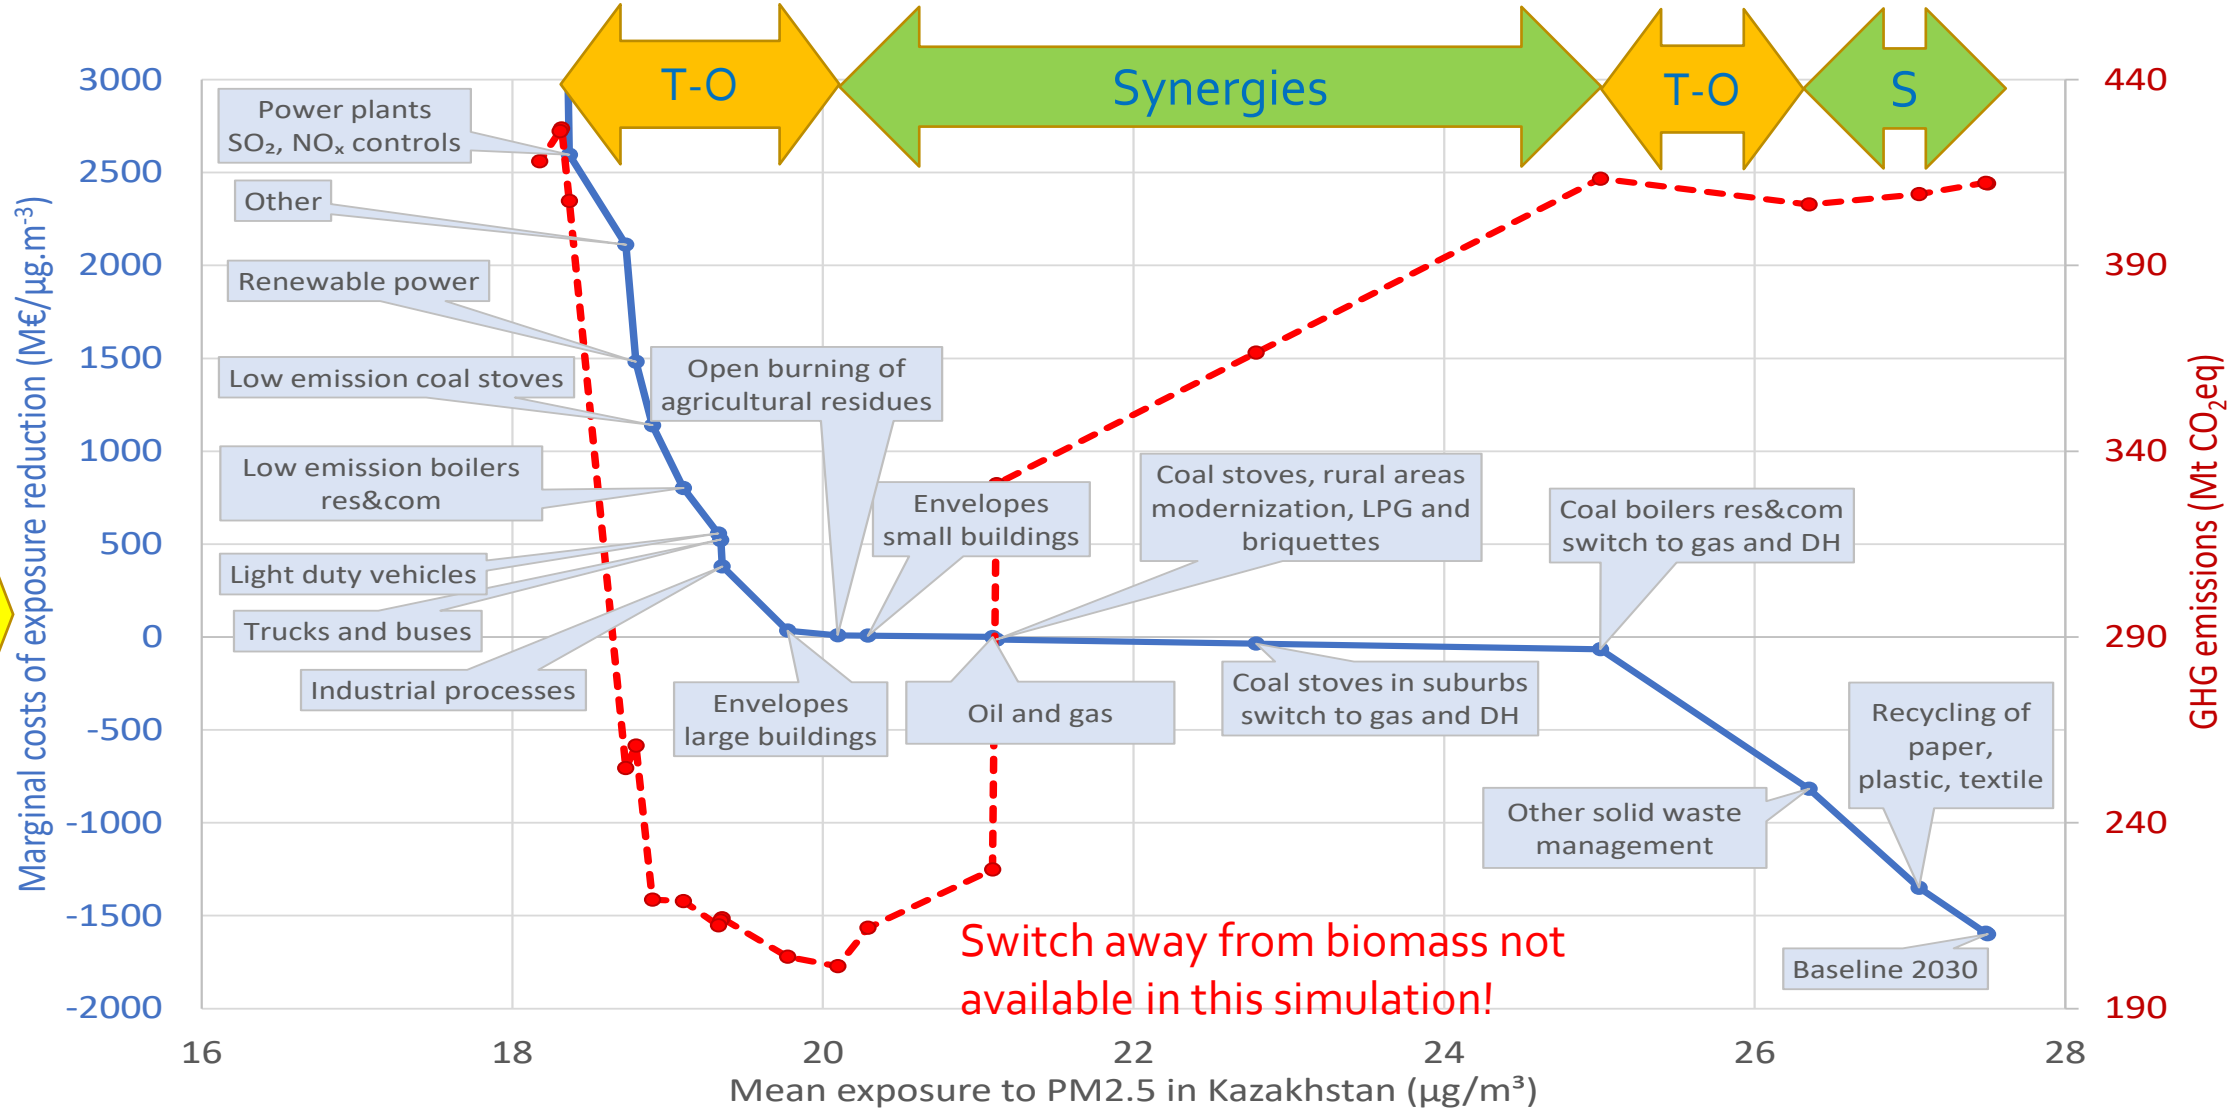 T-O
Synergies
T-O
S
3000
2500
2000
1500
1000
500
0
-500
-1000
-1500
-2000
Marginal costs of exposure reduction (M€/µg.m⁻³)
440
390
340
290
240
190
GHG emissions (Mt CO₂eq)
Power plants
SO₂, NOₓ controls
Other
Renewable power
Low emission coal stoves
Low emission boilers
res&com
Light duty vehicles
Trucks and buses
Industrial processes
Open burning of
agricultural residues
Envelopes
small buildings
Envelopes
large buildings
Coal stoves, rural areas
modernization, LPG and
briquettes
Oil and gas
Coal stoves in suburbs
switch to gas and DH
Coal boilers res&com
switch to gas and DH
Other solid waste
management
Recycling of
paper,
plastic, textile
Baseline 2030
Switch away from biomass not
available in this simulation!
16
18
20
22
24
26
28
Mean exposure to PM2.5 in Kazakhstan (µg/m³)